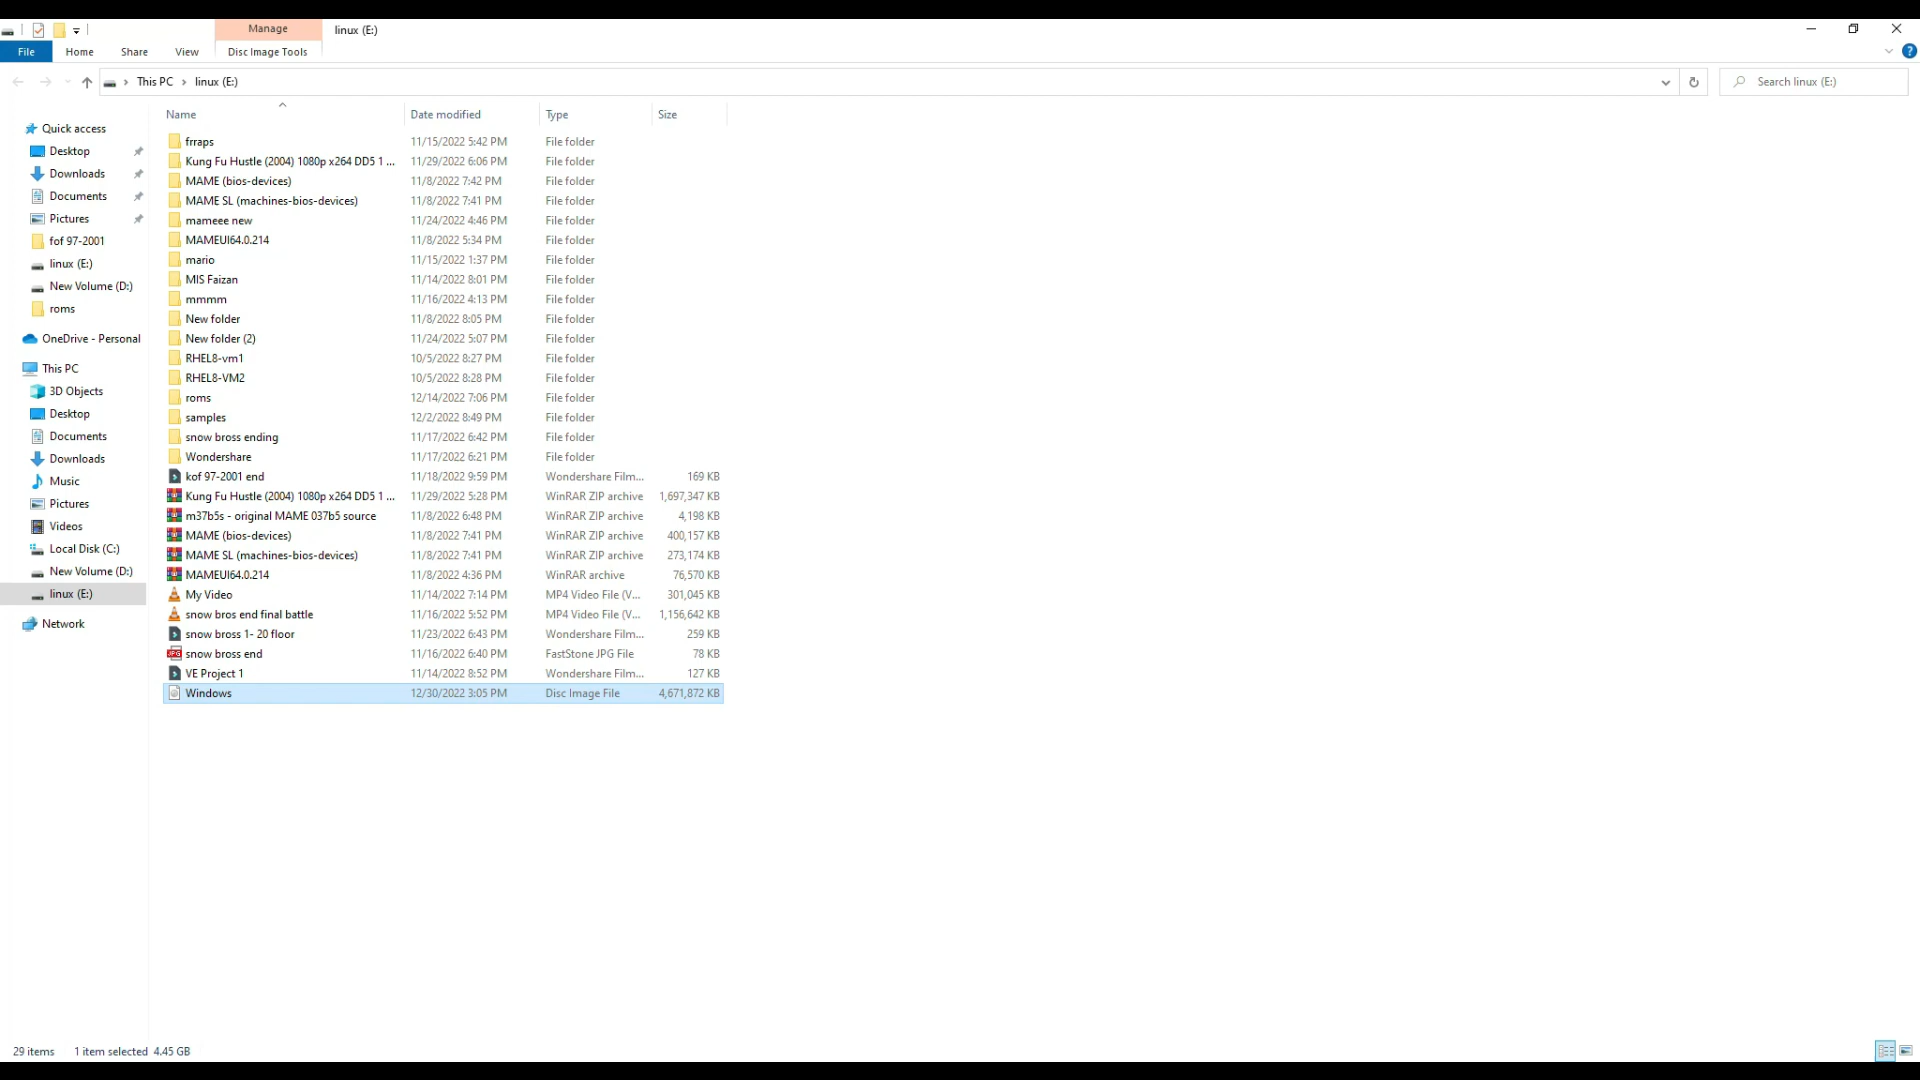 Manage linux (E:)
File Home Share View Disc Image Tools
This PC linux (E:) Search linux (E:)
Name Date modified Type Size
Quick access
Desktop
Downloads
Documents
Pictures
fof 97-2001
linux (E:)
New Volume (D:)
roms
OneDrive - Personal
This PC
3D Objects
Desktop
Documents
Downloads
Music
Pictures
Videos
Local Disk (C:)
New Volume (D:)
linux (E:)
Network
frraps 11/15/2022 5:42 PM File folder
Kung Fu Hustle (2004) 1080p x264 DD5 1 ... 11/29/2022 6:06 PM File folder
MAME (bios-devices) 11/8/2022 7:42 PM File folder
MAME SL (machines-bios-devices) 11/8/2022 7:41 PM File folder
mameee new 11/24/2022 4:46 PM File folder
MAMEUI64.0.214 11/8/2022 5:34 PM File folder
mario 11/15/2022 1:37 PM File folder
MIS Faizan 11/14/2022 8:01 PM File folder
mmmm 11/16/2022 4:13 PM File folder
New folder 11/8/2022 8:05 PM File folder
New folder (2) 11/24/2022 5:07 PM File folder
RHEL8-vm1 10/5/2022 8:27 PM File folder
RHEL8-VM2 10/5/2022 8:28 PM File folder
roms 12/14/2022 7:06 PM File folder
samples 12/2/2022 8:49 PM File folder
snow bross ending 11/17/2022 6:42 PM File folder
Wondershare 11/17/2022 6:21 PM File folder
kof 97-2001 end 11/18/2022 9:59 PM Wondershare Film... 169 KB
Kung Fu Hustle (2004) 1080p x264 DD5 1 ... 11/29/2022 5:28 PM WinRAR ZIP archive 1,697,347 KB
m37b5s - original MAME 037b5 source 11/8/2022 6:48 PM WinRAR ZIP archive 4,198 KB
MAME (bios-devices) 11/8/2022 7:41 PM WinRAR ZIP archive 400,157 KB
MAME SL (machines-bios-devices) 11/8/2022 7:41 PM WinRAR ZIP archive 273,174 KB
MAMEUI64.0.214 11/8/2022 4:36 PM WinRAR archive 76,570 KB
My Video 11/14/2022 7:14 PM MP4 Video File (V... 301,045 KB
snow bros end final battle 11/16/2022 5:52 PM MP4 Video File (V... 1,156,642 KB
snow bross 1- 20 floor 11/23/2022 6:43 PM Wondershare Film... 259 KB
snow bross end 11/16/2022 6:40 PM FastStone JPG File 78 KB
VE Project 1 11/14/2022 8:52 PM Wondershare Film... 127 KB
Windows 12/30/2022 3:05 PM Disc Image File 4,671,872 KB
29 items 1 item selected 4.45 GB